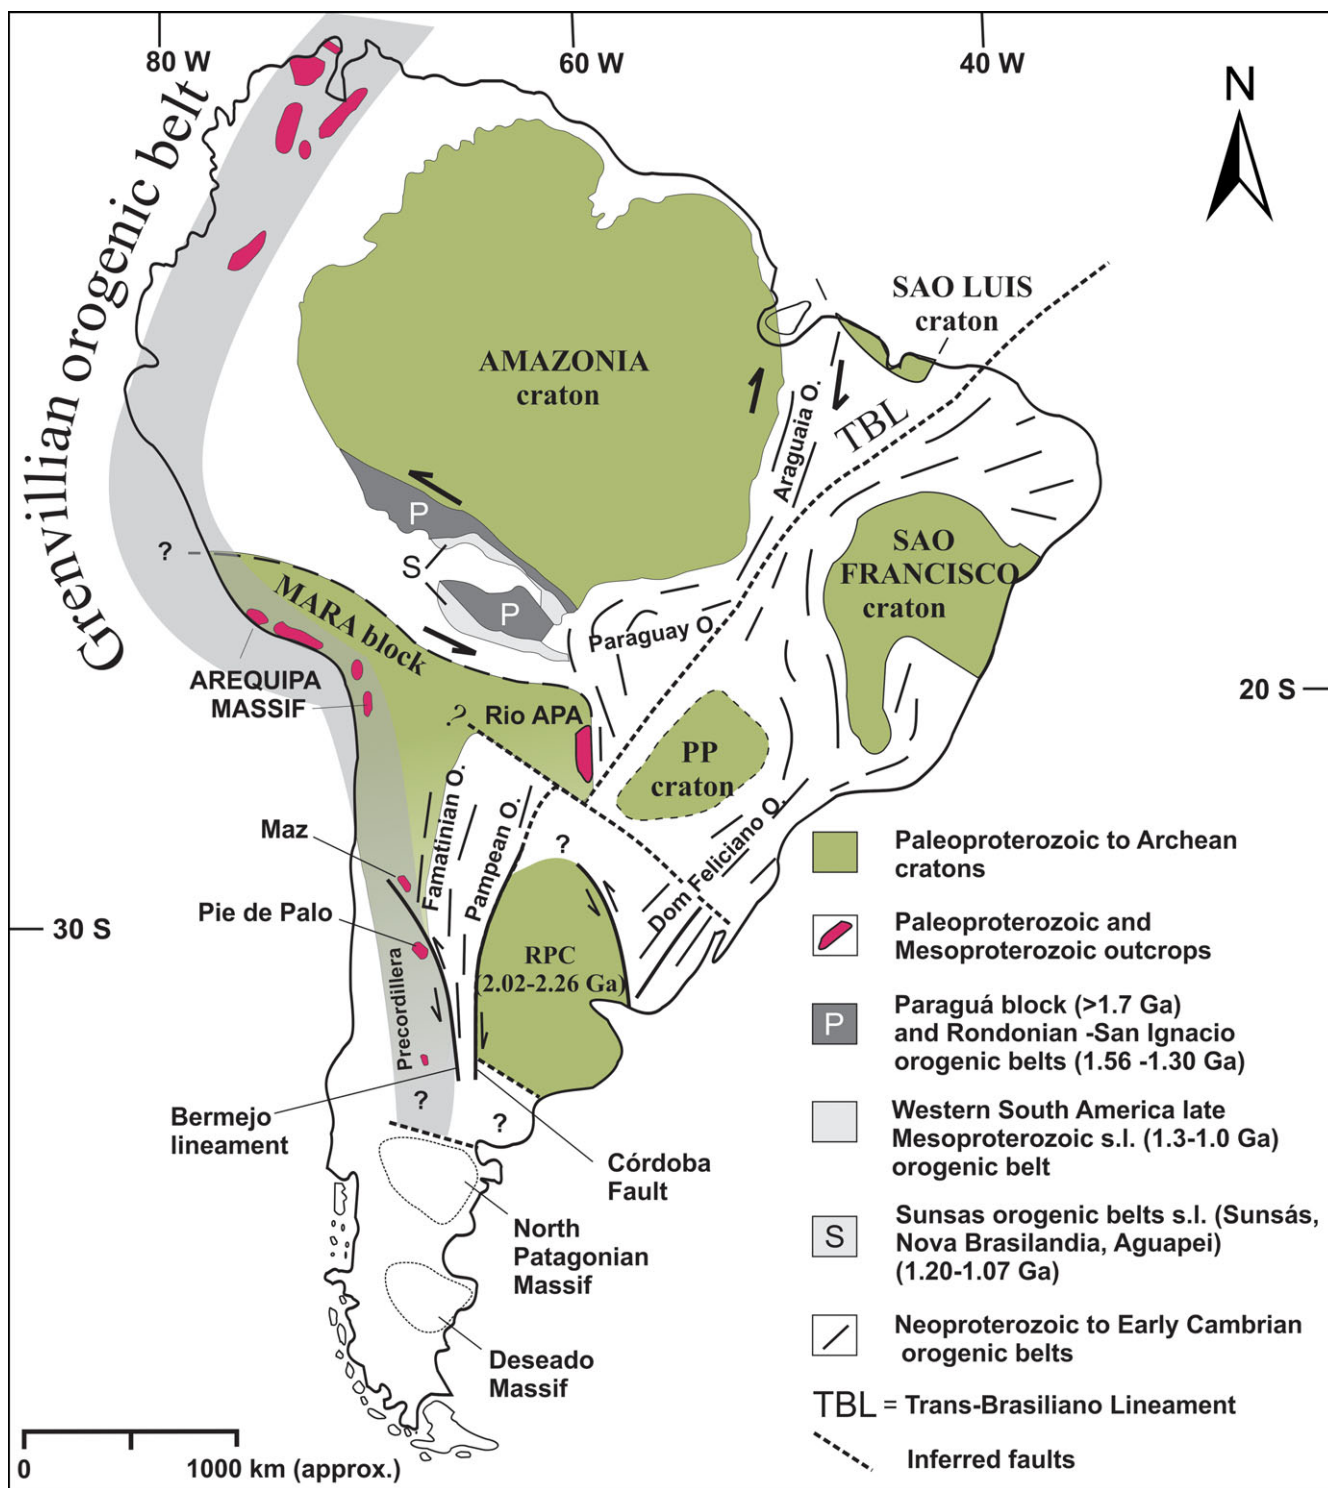 80 W
60 W
40 W
N
Grenvillian orogenic belt
SAO LUIS
craton
AMAZONIA
craton
Araguaia O.
TBL
P
S
P
SAO
FRANCISCO
craton
?
MARA block
Paraguay O.
AREQUIPA
MASSIF
20 S
?
Rio APA
PP
craton
Maz
Famatinian O.
Pampean O.
?
Dom Feliciano O.
Pie de Palo
30 S
Precordillera
RPC
(2.02-2.26 Ga)
Bermejo
lineament
?
?
Córdoba
Fault
North
Patagonian
Massif
Deseado
Massif
0
1000 km (approx.)
Paleoproterozoic to Archean
cratons
Paleoproterozoic and
Mesoproterozoic outcrops
P
Paraguá block (>1.7 Ga)
and Rondonian -San Ignacio
orogenic belts (1.56 -1.30 Ga)
Western South America late
Mesoproterozoic s.l. (1.3-1.0 Ga)
orogenic belt
S
Sunsas orogenic belts s.l. (Sunsás,
Nova Brasilandia, Aguapei)
(1.20-1.07 Ga)
Neoproterozoic to Early Cambrian
orogenic belts
TBL = Trans-Brasiliano Lineament
Inferred faults